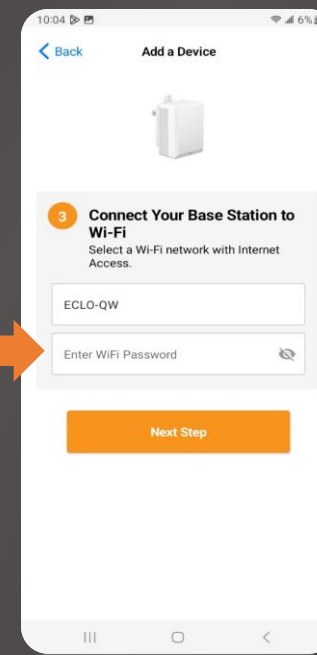 10:04 6%
Back Add a Device
3 Connect Your Base Station to
Wi-Fi
Select a Wi-Fi network with Internet
Access.
ECLO-QW
Enter WiFi Password
Next Step